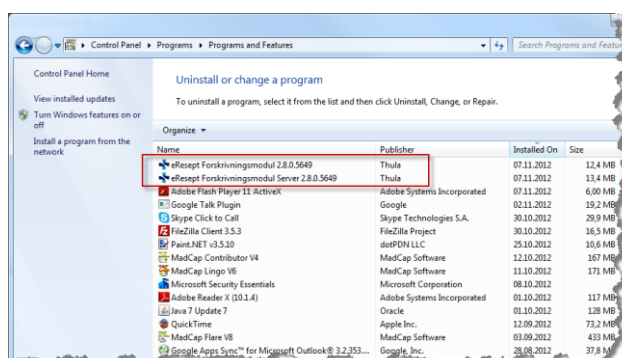 Control Panel ▸ Programs ▸ Programs and Features
Search Programs and Featur
Control Panel Home
View installed updates
Turn Windows features on or
off
Install a program from the
network
Uninstall or change a program
To uninstall a program, select it from the list and then click Uninstall, Change, or Repair.
Organize
Name Publisher Installed On Size
eResept Forskrivningsmodul 2.8.0.5649 Thula 07.11.2012 12,4 MB
eResept Forskrivningsmodul Server 2.8.0.5649 Thula 07.11.2012 13,4 MB
Adobe Flash Player 11 ActiveX Adobe Systems Incorporated 07.11.2012 6,00 MB
Google Talk Plugin Google 02.11.2012 19,2 MB
Skype Click to Call Skype Technologies S.A. 30.10.2012 29,9 MB
FileZilla Client 3.5.3 FileZilla Project 30.10.2012 16,5 MB
Paint.NET v3.5.10 dotPDN LLC 25.10.2012 10,6 MB
MadCap Contributor V4 MadCap Software 12.10.2012 167 MB
MadCap Lingo V6 MadCap Software 11.10.2012 171 MB
Microsoft Security Essentials Microsoft Corporation 08.10.2012
Adobe Reader X (10.1.4) Adobe Systems Incorporated 01.10.2012 117 MB
Java 7 Update 7 Oracle 01.10.2012 128 MB
QuickTime Apple Inc. 12.09.2012 73,2 MB
MadCap Flare V8 MadCap Software 03.09.2012 433 MB
Google Apps Sync™ for Microsoft Outlook® 3.2.353.... Google, Inc. 28.08.2012 37,8 M